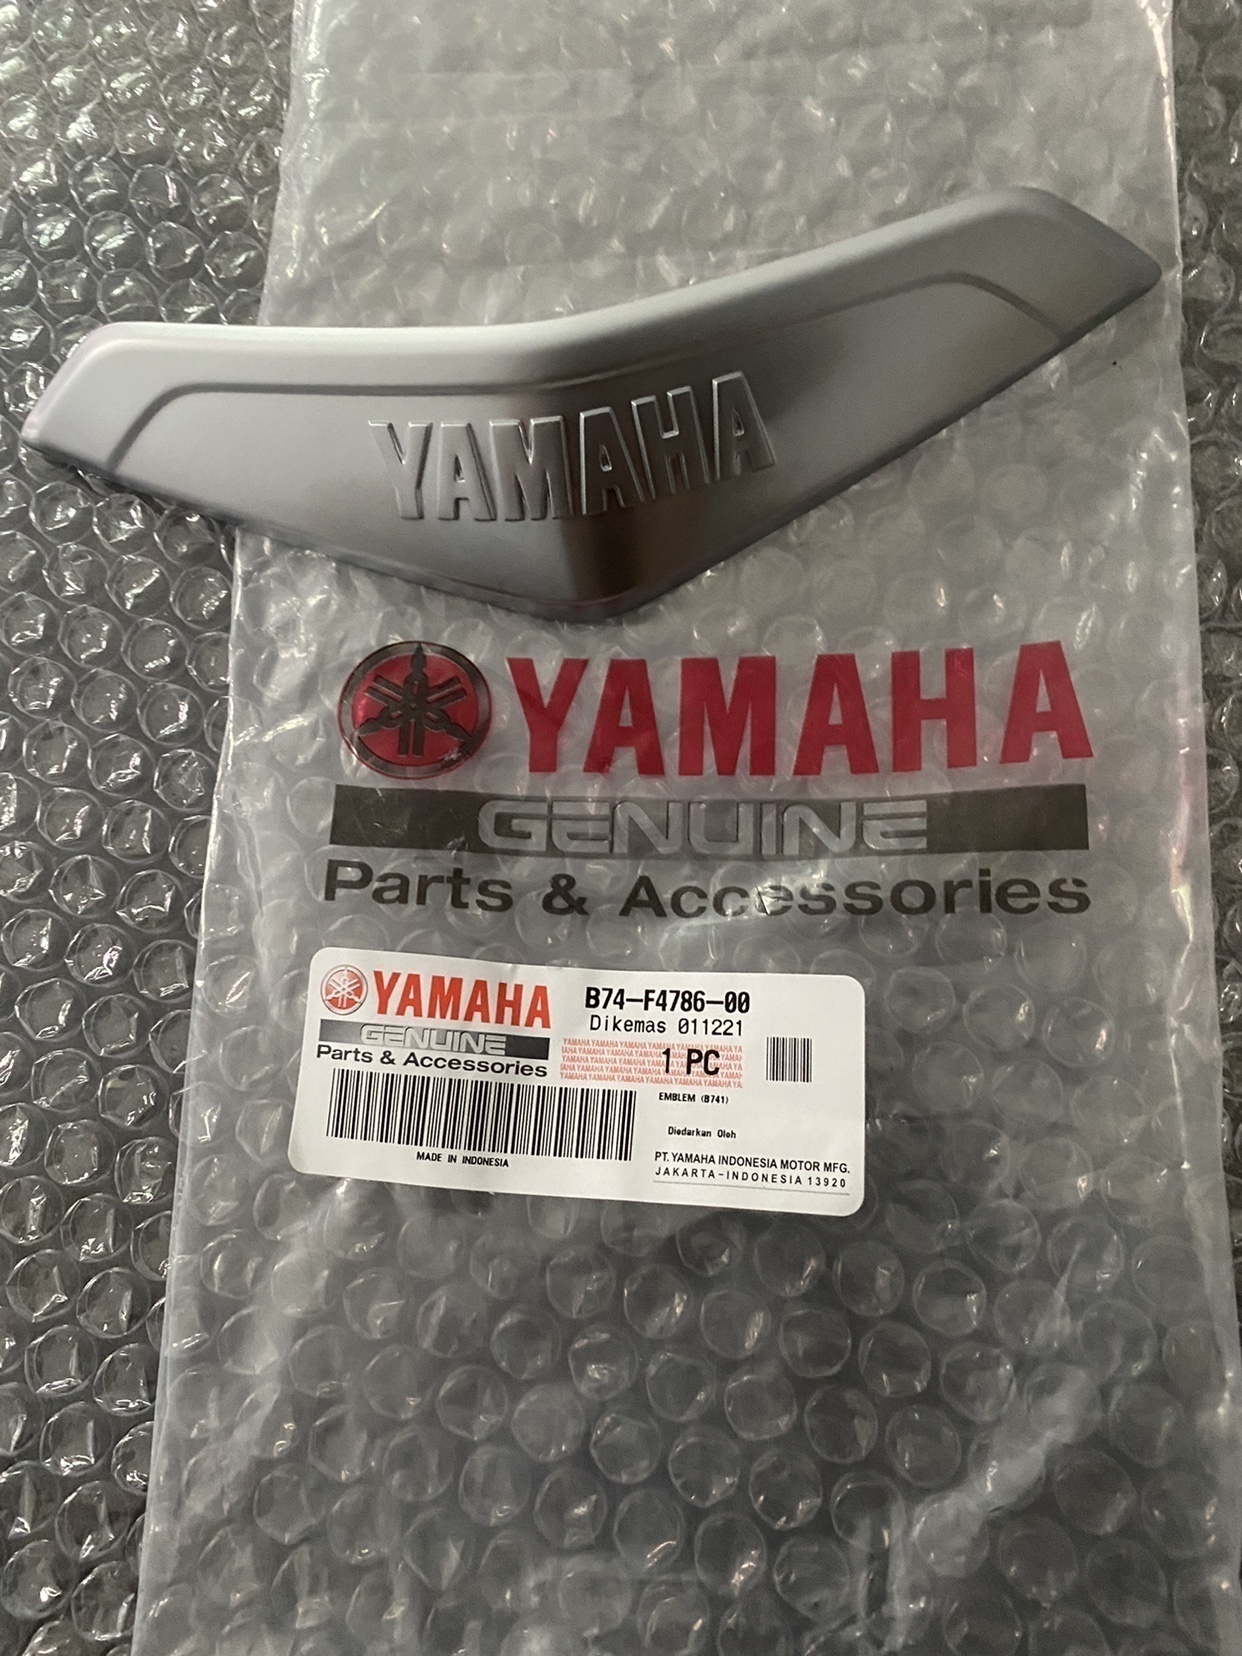 YAMAHA
YAMAHA
GENUINE
Parts & Accessories
YAMAHA
GENUINE
Parts & Accessories
B74-F4786-00
Dikemas 011221
1 PC
EMBLEM (B741)
Diedarkan Oleh
MADE IN INDONESIA
PT. YAMAHA INDONESIA MOTOR MFG.
JAKARTA-INDONESIA 13920